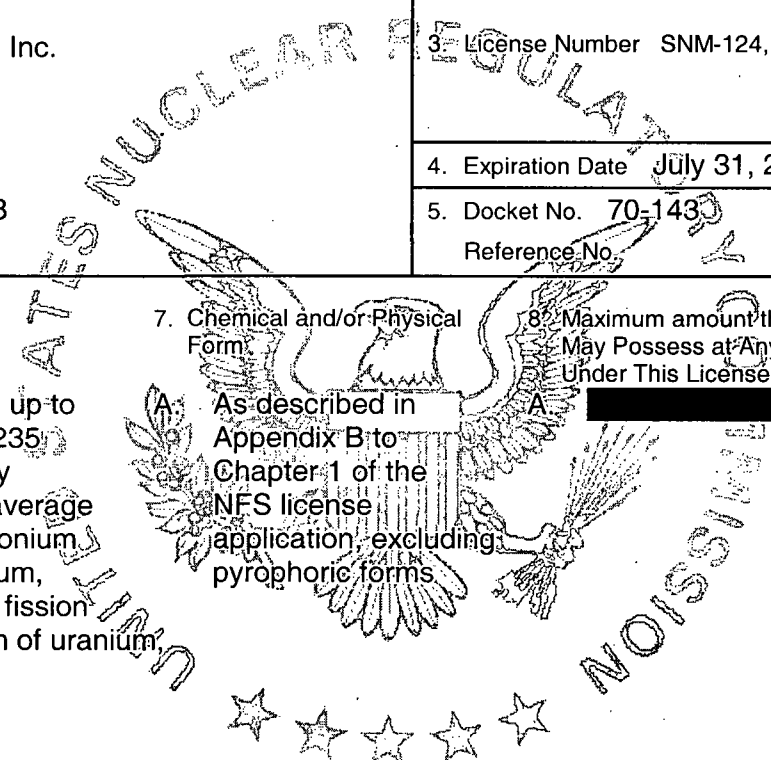 Inc.
3. License Number SNM-124,
4. Expiration Date July 31, 2
3
5. Docket No. 70-143
Reference No.
7. Chemical and/or Physical
Form
8. Maximum amount th
May Possess at Any
Under This License
up to
235
y
average
onium
um,
fission
n of uranium,
A. As described in
Appendix B to
Chapter 1 of the
NFS license
application, excluding
pyrophoric forms
A.
UNITED STATES NUCLEAR REGULATORY COMMISSION